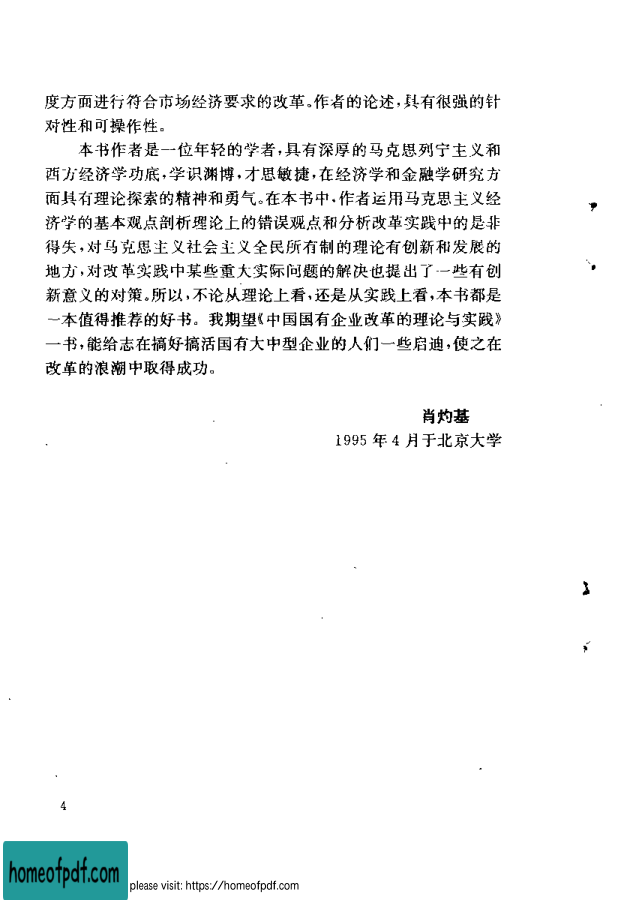 度方面进行符合市场经济要求的改革。作者的论述，具有很强的针
对性和可操作性。
本书作者是一位年轻的学者，具有深厚的马克思列宁主义和
西方经济学功底，学识渊博，才思敏捷，在经济学和金融学研究方
面具有理论探索的精神和勇气。在本书中，作者运用马克思主义经
济学的基本观点剖析理论上的错误观点和分析改革实践中的是非
得失，对马克思主义社会主义全民所有制的理论有创新和发展的
地方，对改革实践中某些重大实际问题的解决也提出了一些有创
新意义的对策。所以，不论从理论上看，还是从实践上看，本书都是
一本值得推荐的好书。我期望《中国国有企业改革的理论与实践》
一书，能给志在搞好搞活国有大中型企业的人们一些启迪，使之在
改革的浪潮中取得成功。
肖灼基
1995年4月于北京大学
4
homeofpdf.com
please visit: https://homeofpdf.com